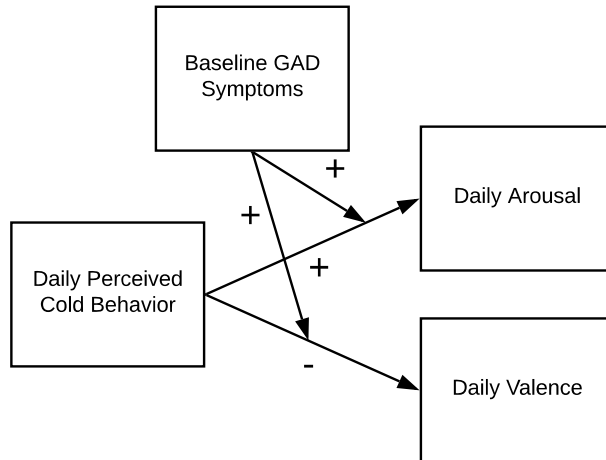 Baseline GAD
Symptoms
+
+
Daily Arousal
Daily Perceived
Cold Behavior
+
-
Daily Valence